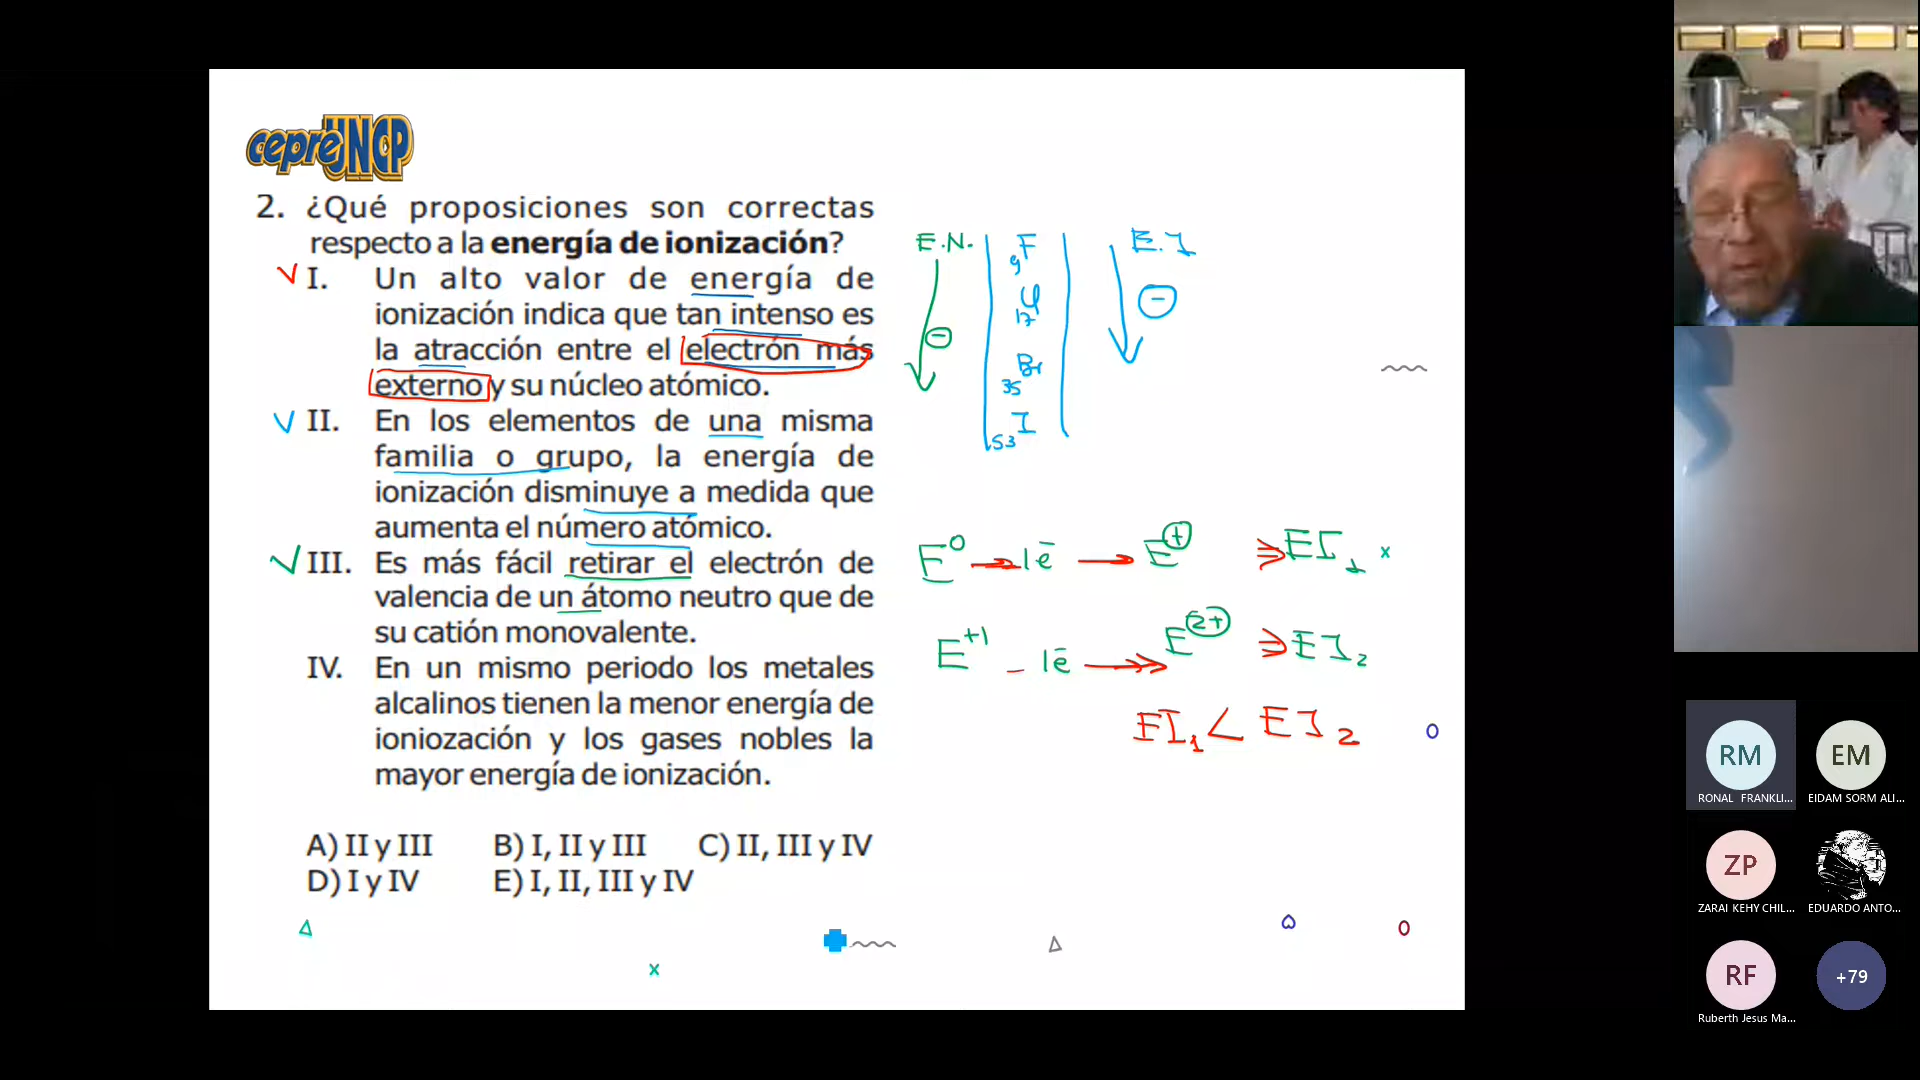 cepreUNCP
2. ¿Qué proposiciones son correctas
respecto a la energía de ionización?
I. Un alto valor de energía de
ionización indica que tan intenso es
la atracción entre el electrón más
externo y su núcleo atómico.
II. En los elementos de una misma
familia o grupo, la energía de
ionización disminuye a medida que
aumenta el número atómico.
III. Es más fácil retirar el electrón de
valencia de un átomo neutro que de
su catión monovalente.
IV. En un mismo periodo los metales
alcalinos tienen la menor energía de
ioniozación y los gases nobles la
mayor energía de ionización.
A) II y III B) I, II y III C) II, III y IV
D) I y IV E) I, II, III y IV
E.N.
9F
17Cl
35Br
53I
E.I
E⁰ → 1ē → E⁺ ⇒ EI₁
E⁺¹ – 1ē → E²⁺ ⇒ EI₂
EI₁ < EI₂
RM
RONAL FRANKLI...
EM
EIDAM SORM ALI...
ZP
ZARAI KEHY CHIL...
EDUARDO ANTO...
RF
Ruberth Jesus Ma...
+79